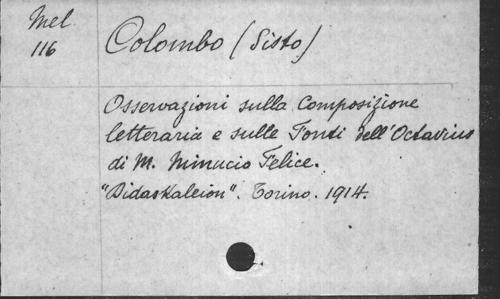 Mel
116
Colombo (Sisto)
Osservazioni sulla Composizione
letteraria e sulle Fonti dell'Octavius
di M. Minucio Felice.
"Didaskaleion". Torino. 1914.